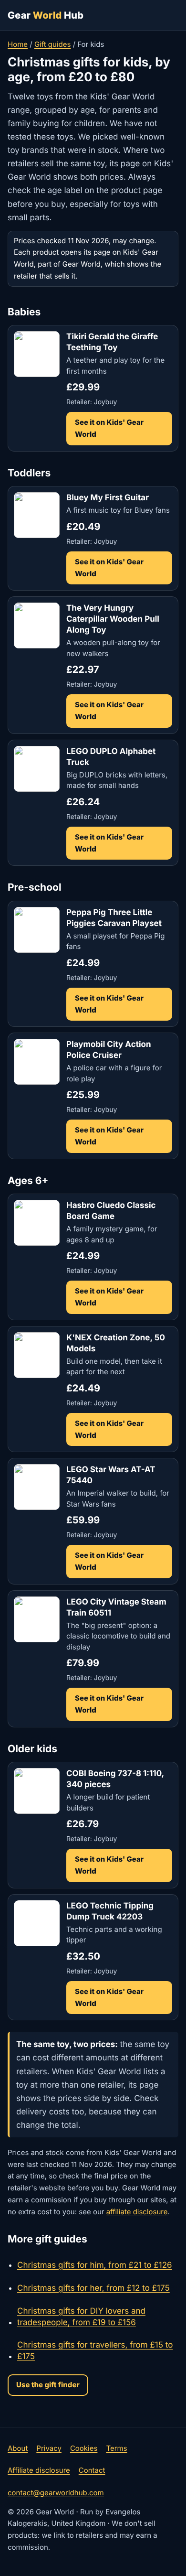 Gear World Hub
Home / Gift guides / For kids
Christmas gifts for kids, by
age, from £20 to £80
Twelve toys from the Kids' Gear World
range, grouped by age, for parents and
family buying for children. We have not
tested these toys. We picked well-known
toy brands that were in stock. Where two
retailers sell the same toy, its page on Kids'
Gear World shows both prices. Always
check the age label on the product page
before you buy, especially for toys with
small parts.
Prices checked 11 Nov 2026, may change.
Each product opens its page on Kids' Gear
World, part of Gear World, which shows the
retailer that sells it.
Babies
Tikiri Gerald the Giraffe
Teething Toy
A teether and play toy for the
first months
£29.99
Retailer: Joybuy
See it on Kids' Gear
World
Toddlers
Bluey My First Guitar
A first music toy for Bluey fans
£20.49
Retailer: Joybuy
See it on Kids' Gear
World
The Very Hungry
Caterpillar Wooden Pull
Along Toy
A wooden pull-along toy for
new walkers
£22.97
Retailer: Joybuy
See it on Kids' Gear
World
LEGO DUPLO Alphabet
Truck
Big DUPLO bricks with letters,
made for small hands
£26.24
Retailer: Joybuy
See it on Kids' Gear
World
Pre-school
Peppa Pig Three Little
Piggies Caravan Playset
A small playset for Peppa Pig
fans
£24.99
Retailer: Joybuy
See it on Kids' Gear
World
Playmobil City Action
Police Cruiser
A police car with a figure for
role play
£25.99
Retailer: Joybuy
See it on Kids' Gear
World
Ages 6+
Hasbro Cluedo Classic
Board Game
A family mystery game, for
ages 8 and up
£24.99
Retailer: Joybuy
See it on Kids' Gear
World
K'NEX Creation Zone, 50
Models
Build one model, then take it
apart for the next
£24.49
Retailer: Joybuy
See it on Kids' Gear
World
LEGO Star Wars AT-AT
75440
An Imperial walker to build, for
Star Wars fans
£59.99
Retailer: Joybuy
See it on Kids' Gear
World
LEGO City Vintage Steam
Train 60511
The "big present" option: a
classic locomotive to build and
display
£79.99
Retailer: Joybuy
See it on Kids' Gear
World
Older kids
COBI Boeing 737-8 1:110,
340 pieces
A longer build for patient
builders
£26.79
Retailer: Joybuy
See it on Kids' Gear
World
LEGO Technic Tipping
Dump Truck 42203
Technic parts and a working
tipper
£32.50
Retailer: Joybuy
See it on Kids' Gear
World
The same toy, two prices: the same toy
can cost different amounts at different
retailers. When Kids' Gear World lists a
toy at more than one retailer, its page
shows the prices side by side. Check
delivery costs too, because they can
change the total.
Prices and stock come from Kids' Gear World and
were last checked 11 Nov 2026. They may change
at any time, so check the final price on the
retailer's website before you buy. Gear World may
earn a commission if you buy through our sites, at
no extra cost to you: see our affiliate disclosure.
More gift guides
• Christmas gifts for him, from £21 to £126
• Christmas gifts for her, from £12 to £175
• Christmas gifts for DIY lovers and
tradespeople, from £19 to £156
• Christmas gifts for travellers, from £15 to
£175
Use the gift finder
About Privacy Cookies Terms
Affiliate disclosure Contact
contact@gearworldhub.com
© 2026 Gear World · Run by Evangelos
Kalogerakis, United Kingdom · We don't sell
products; we link to retailers and may earn a
commission.